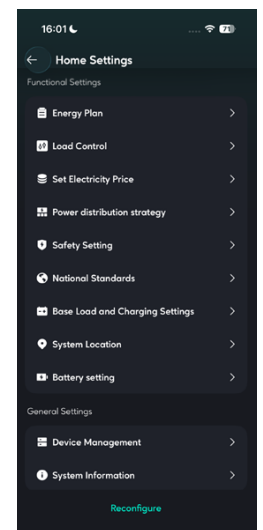 16:01
71
Home Settings
Functional Settings
Energy Plan
Load Control
Set Electricity Price
Power distribution strategy
Safety Setting
National Standards
Base Load and Charging Settings
System Location
Battery setting
General Settings
Device Management
System Information
Reconfigure